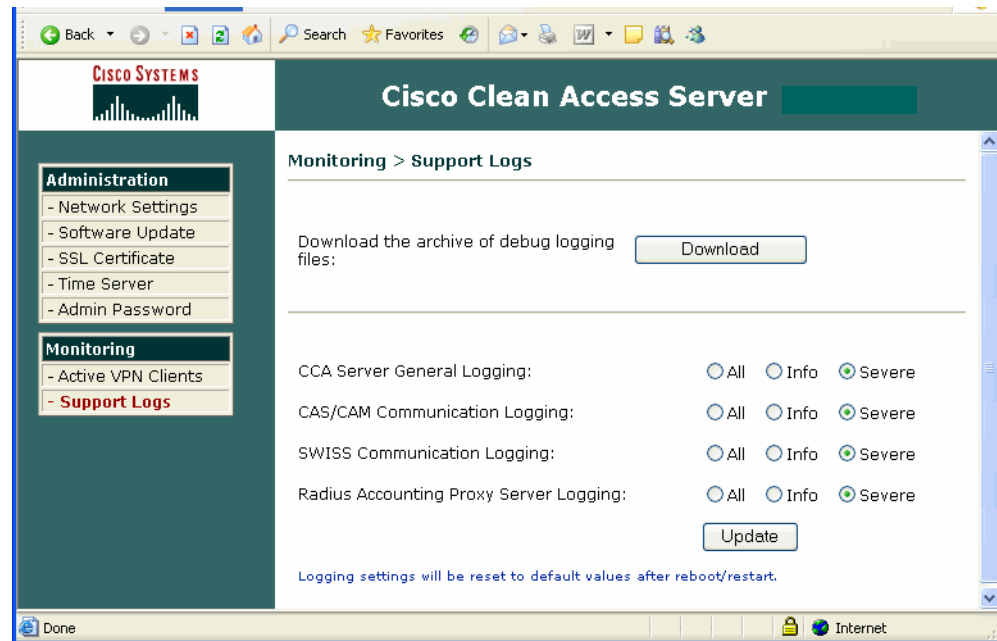 Back
Search
Favorites
CISCO SYSTEMS
Cisco Clean Access Server
Administration
- Network Settings
- Software Update
- SSL Certificate
- Time Server
- Admin Password
Monitoring
- Active VPN Clients
- Support Logs
Monitoring > Support Logs
Download the archive of debug logging
files:
Download
CCA Server General Logging: All Info Severe
CAS/CAM Communication Logging: All Info Severe
SWISS Communication Logging: All Info Severe
Radius Accounting Proxy Server Logging: All Info Severe
Update
Logging settings will be reset to default values after reboot/restart.
Done
Internet